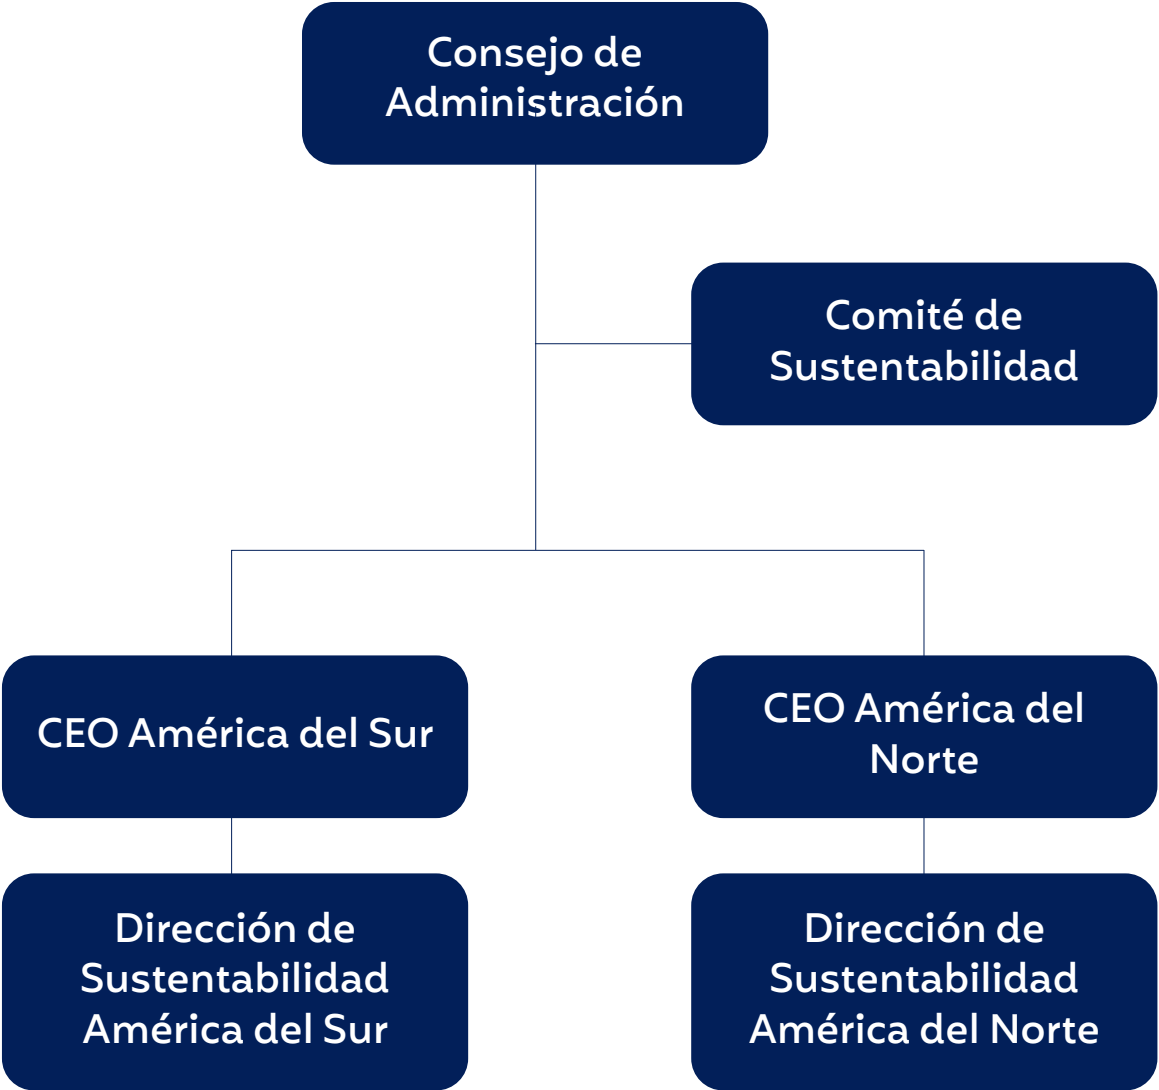 Consejo de
Administración
Comité de
Sustentabilidad
CEO América del Sur
CEO América del
Norte
Dirección de
Sustentabilidad
América del Sur
Dirección de
Sustentabilidad
América del Norte